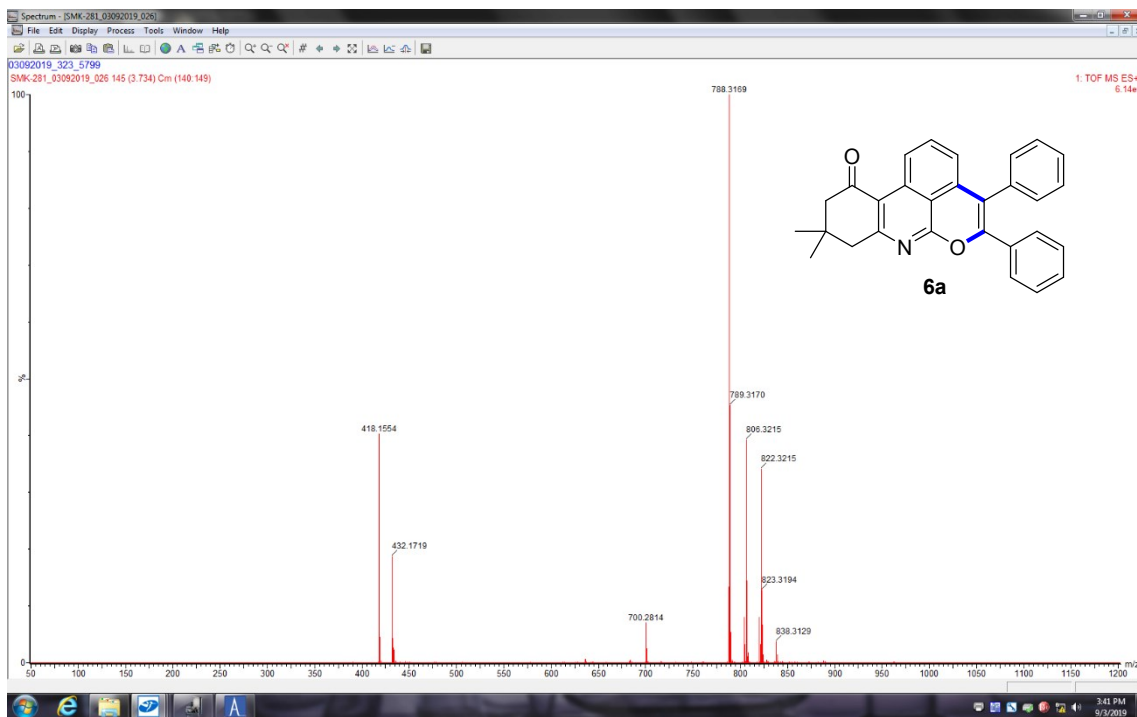 Spectrum - [SMK-281_03092019_026]
File Edit Display Process Tools Window Help
03092019_323_5799
SMK-281_03092019_026 145 (3.734) Cm (140:149)
1: TOF MS ES+
6.14e
100
788.3169
O
N
O
6a
%
789.3170
418.1554
806.3215
822.3215
432.1719
823.3194
700.2814
838.3129
0
m/z
50 100 150 200 250 300 350 400 450 500 550 600 650 700 750 800 850 900 950 1000 1050 1100 1150 1200
3:41 PM
9/3/2019